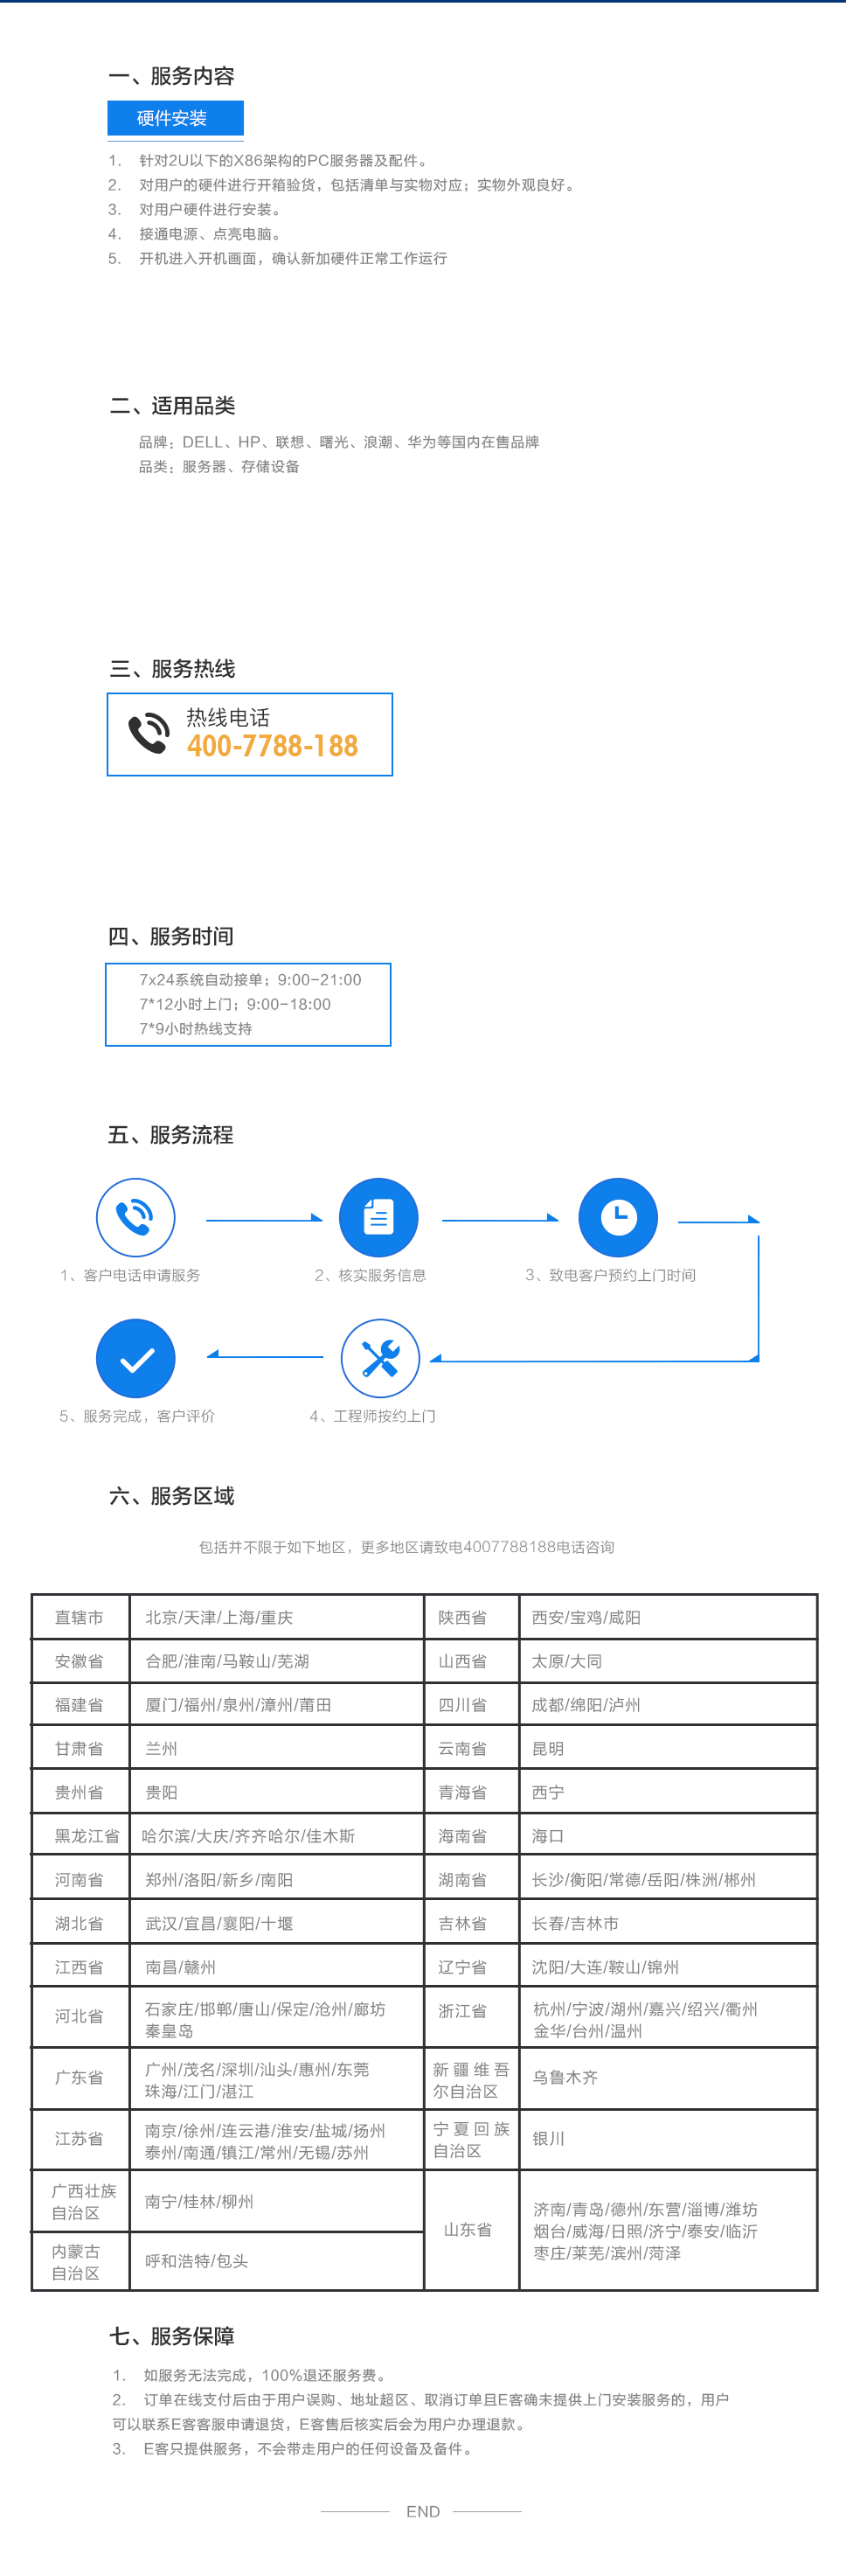 一、服务内容
硬件安装
1. 针对2U以下的X86架构的PC服务器及配件。
2. 对用户的硬件进行开箱验货，包括清单与实物对应；实物外观良好。
3. 对用户硬件进行安装。
4. 接通电源、点亮电脑。
5. 开机进入开机画面，确认新加硬件正常工作运行
二、适用品类
品牌：DELL、HP、联想、曙光、浪潮、华为等国内在售品牌
品类：服务器、存储设备
三、服务热线
热线电话
400-7788-188
四、服务时间
7x24系统自动接单；9:00-21:00
7*12小时上门；9:00-18:00
7*9小时热线支持
五、服务流程
1、客户电话申请服务
2、核实服务信息
3、致电客户预约上门时间
5、服务完成，客户评价
4、工程师按约上门
六、服务区域
包括并不限于如下地区，更多地区请致电4007788188电话咨询
直辖市 北京/天津/上海/重庆 陕西省 西安/宝鸡/咸阳
安徽省 合肥/淮南/马鞍山/芜湖 山西省 太原/大同
福建省 厦门/福州/泉州/漳州/莆田 四川省 成都/绵阳/泸州
甘肃省 兰州 云南省 昆明
贵州省 贵阳 青海省 西宁
黑龙江省 哈尔滨/大庆/齐齐哈尔/佳木斯 海南省 海口
河南省 郑州/洛阳/新乡/南阳 湖南省 长沙/衡阳/常德/岳阳/株洲/郴州
湖北省 武汉/宜昌/襄阳/十堰 吉林省 长春/吉林市
江西省 南昌/赣州 辽宁省 沈阳/大连/鞍山/锦州
河北省
石家庄/邯郸/唐山/保定/沧州/廊坊
秦皇岛
浙江省
杭州/宁波/湖州/嘉兴/绍兴/衢州
金华/台州/温州
广东省
广州/茂名/深圳/汕头/惠州/东莞
珠海/江门/湛江
新疆维吾
尔自治区
乌鲁木齐
江苏省
南京/徐州/连云港/淮安/盐城/扬州
泰州/南通/镇江/常州/无锡/苏州
宁夏回族
自治区
银川
广西壮族
自治区
南宁/桂林/柳州
山东省
济南/青岛/德州/东营/淄博/潍坊
烟台/威海/日照/济宁/泰安/临沂
枣庄/莱芜/滨州/菏泽
内蒙古
自治区
呼和浩特/包头
七、服务保障
1. 如服务无法完成，100%退还服务费。
2. 订单在线支付后由于用户误购、地址超区、取消订单且E客确未提供上门安装服务的，用户
可以联系E客客服申请退货，E客售后核实后会为用户办理退款。
3. E客只提供服务，不会带走用户的任何设备及备件。
END